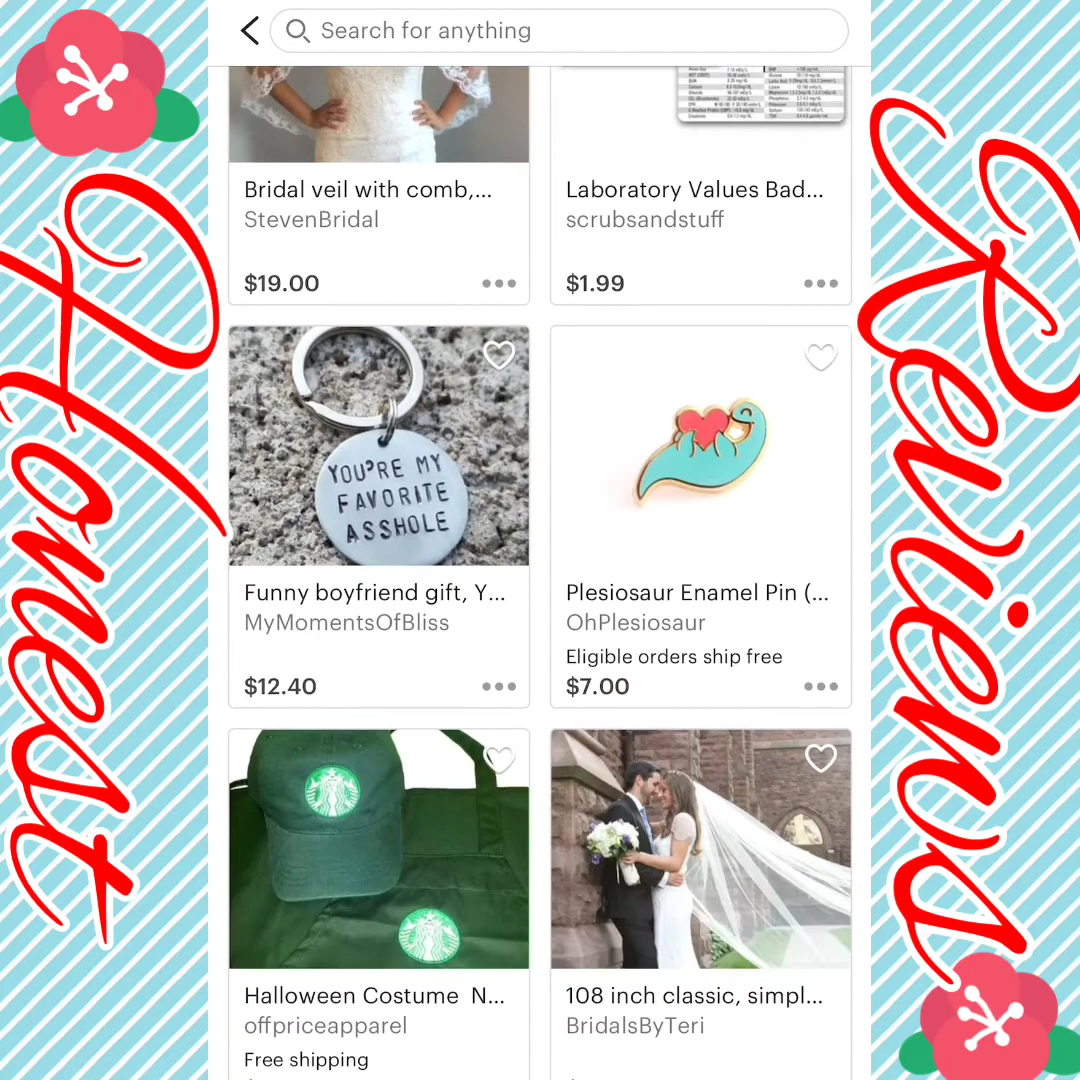 Search for anything
Honest
Reviews
Bridal veil with comb,...
StevenBridal
$19.00
Laboratory Values Bad...
scrubsandstuff
$1.99
YOU'RE MY
FAVORITE
ASSHOLE
Funny boyfriend gift, Y...
MyMomentsOfBliss
$12.40
Plesiosaur Enamel Pin (...
OhPlesiosaur
Eligible orders ship free
$7.00
Halloween Costume N...
offpriceapparel
Free shipping
108 inch classic, simpl...
BridalsByTeri